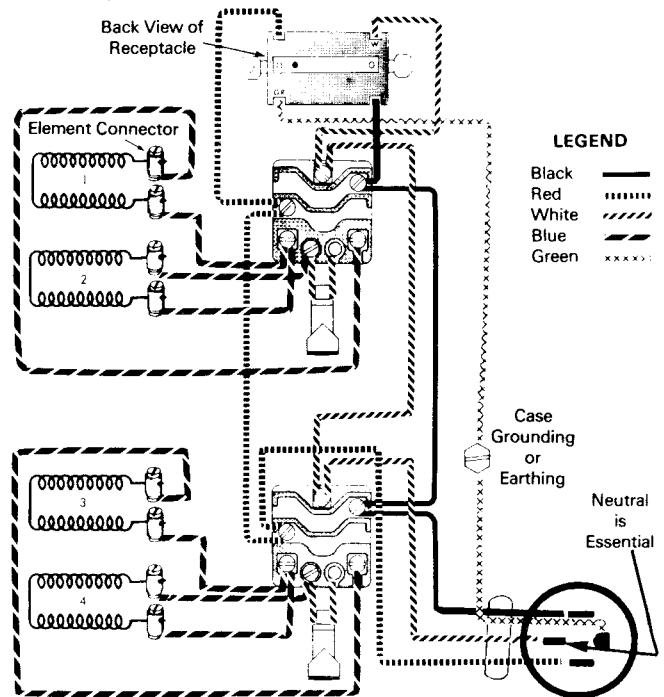 Back View of
Receptacle
W
GR
Element Connector
1
2
LEGEND
Black
Red
White
Blue
Green
Case
Grounding
or
Earthing
3
4
Neutral
is
Essential